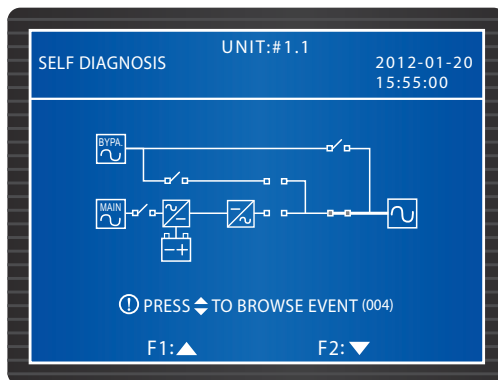 UNIT:#1.1
SELF DIAGNOSIS
2012-01-20
15:55:00
BYPA.
MAIN
PRESS TO BROWSE EVENT (004)
F1: F2: